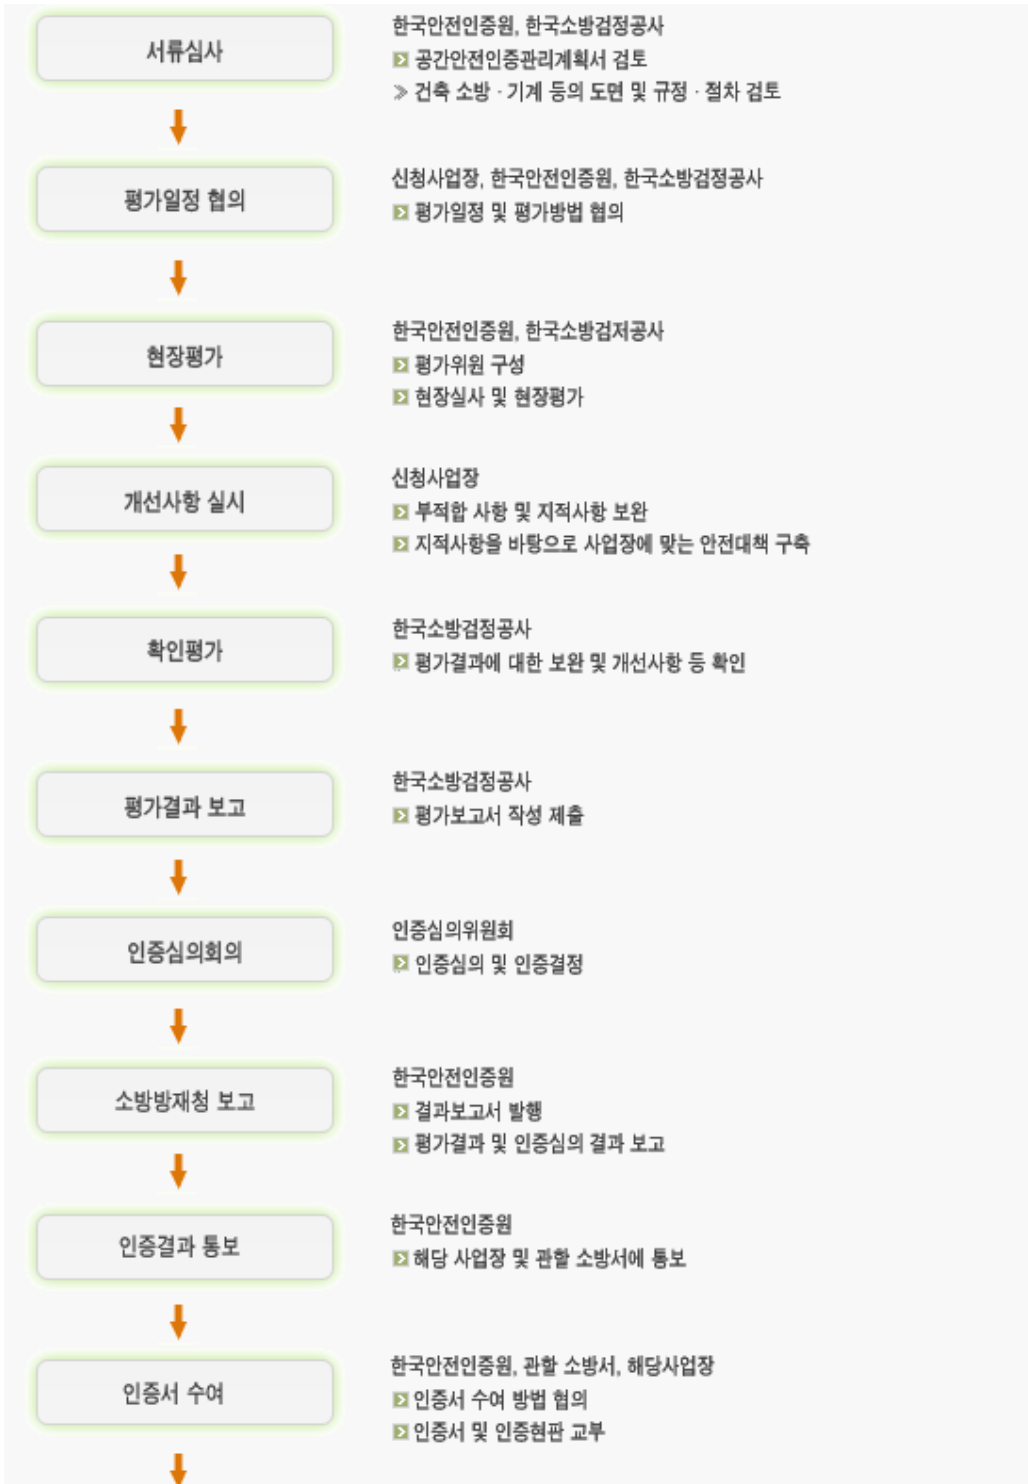 서류심사
한국안전인증원, 한국소방검정공사
공간안전인증관리계획서 검토
≫ 건축 소방 · 기계 등의 도면 및 규정 · 절차 검토
평가일정 협의
신청사업장, 한국안전인증원, 한국소방검정공사
평가일정 및 평가방법 협의
현장평가
한국안전인증원, 한국소방검저공사
평가위원 구성
현장실사 및 현장평가
개선사항 실시
신청사업장
부적합 사항 및 지적사항 보완
지적사항을 바탕으로 사업장에 맞는 안전대책 구축
확인평가
한국소방검정공사
평가결과에 대한 보완 및 개선사항 등 확인
평가결과 보고
한국소방검정공사
평가보고서 작성 제출
인증심의회의
인증심의위원회
인증심의 및 인증결정
소방방재청 보고
한국안전인증원
결과보고서 발행
평가결과 및 인증심의 결과 보고
인증결과 통보
한국안전인증원
해당 사업장 및 관할 소방서에 통보
인증서 수여
한국안전인증원, 관할 소방서, 해당사업장
인증서 수여 방법 협의
인증서 및 인증현판 교부